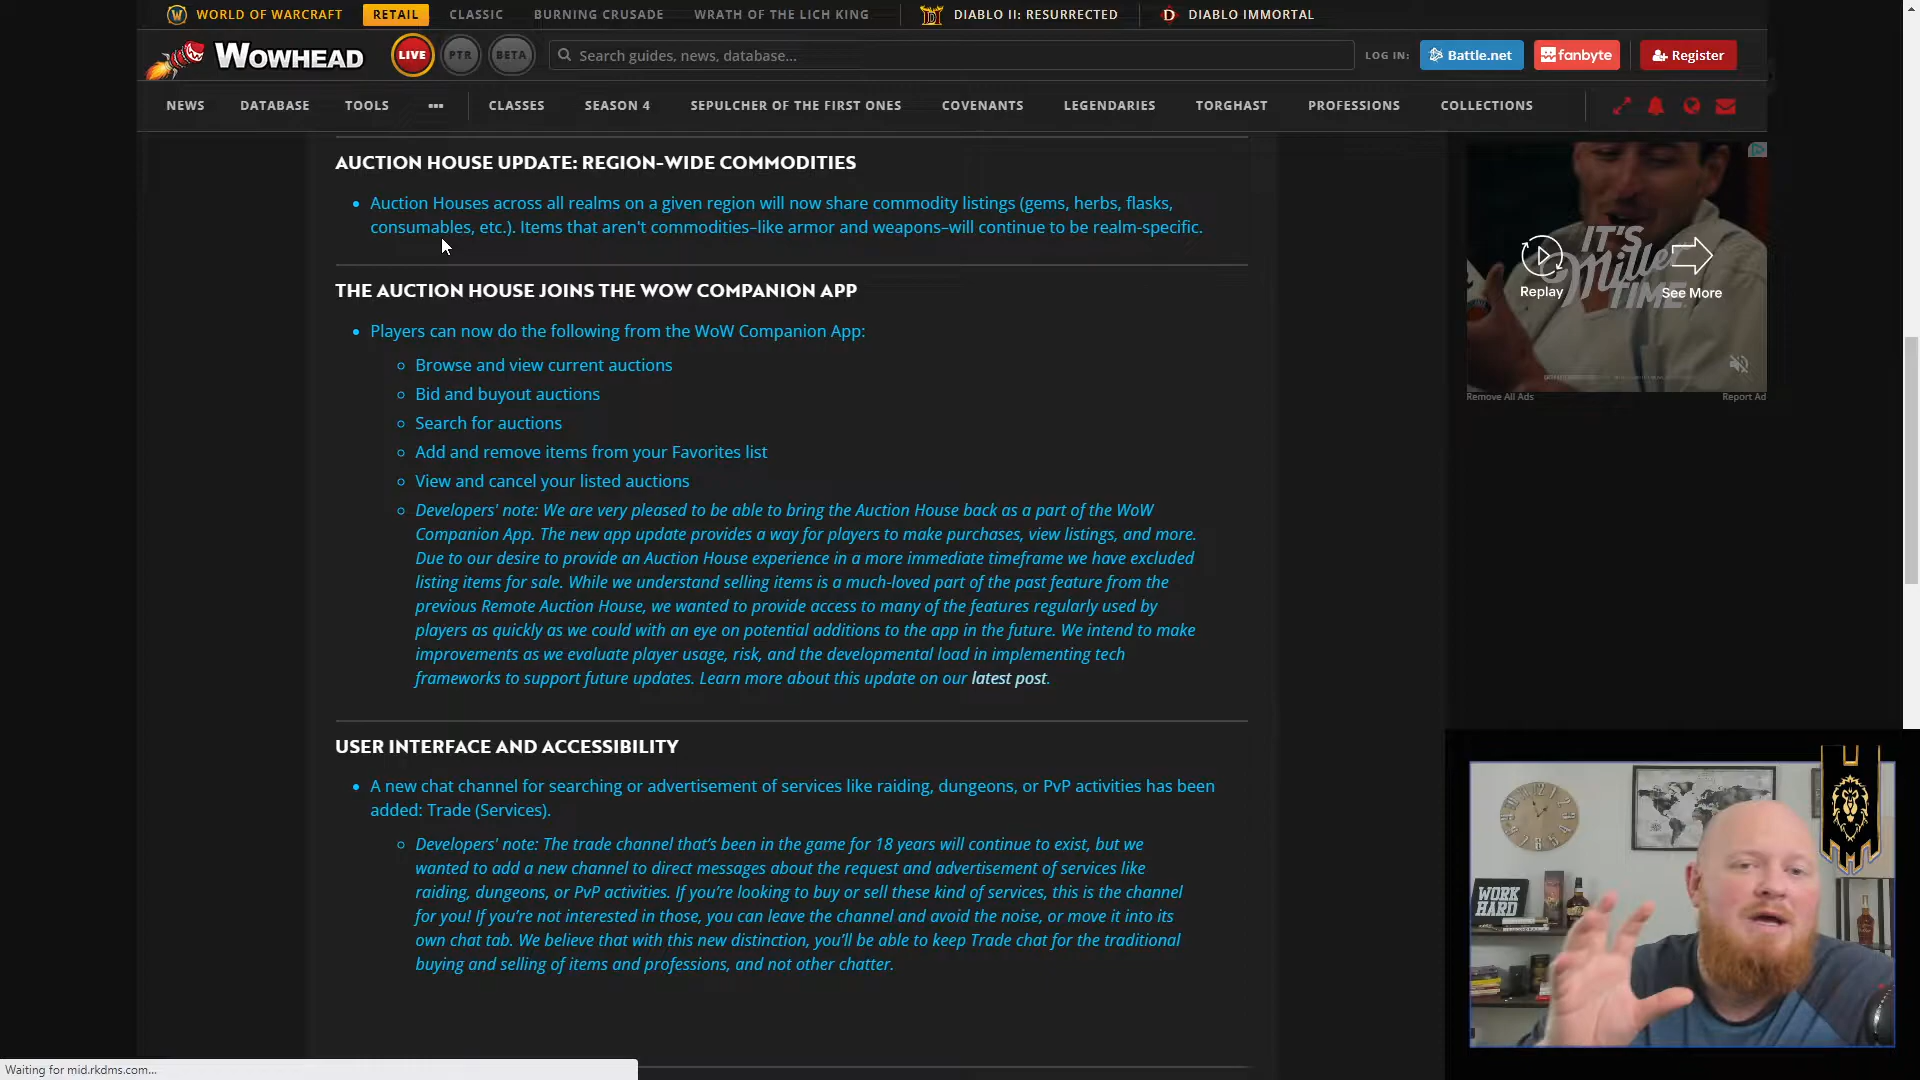 WORLD OF WARCRAFT RETAIL CLASSIC BURNING CRUSADE WRATH OF THE LICH KING DIABLO II: RESURRECTED DIABLO IMMORTAL
WOWHEAD LIVE PTR BETA Search guides, news, database... LOG IN: Battle.net fanbyte Register
NEWS DATABASE TOOLS ••• CLASSES SEASON 4 SEPULCHER OF THE FIRST ONES COVENANTS LEGENDARIES TORGHAST PROFESSIONS COLLECTIONS
AUCTION HOUSE UPDATE: REGION-WIDE COMMODITIES
• Auction Houses across all realms on a given region will now share commodity listings (gems, herbs, flasks,
consumables, etc.). Items that aren't commodities–like armor and weapons–will continue to be realm-specific.
THE AUCTION HOUSE JOINS THE WOW COMPANION APP
• Players can now do the following from the WoW Companion App:
◦ Browse and view current auctions
◦ Bid and buyout auctions
◦ Search for auctions
◦ Add and remove items from your Favorites list
◦ View and cancel your listed auctions
◦ Developers' note: We are very pleased to be able to bring the Auction House back as a part of the WoW
Companion App. The new app update provides a way for players to make purchases, view listings, and more.
Due to our desire to provide an Auction House experience in a more immediate timeframe we have excluded
listing items for sale. While we understand selling items is a much-loved part of the past feature from the
previous Remote Auction House, we wanted to provide access to many of the features regularly used by
players as quickly as we could with an eye on potential additions to the app in the future. We intend to make
improvements as we evaluate player usage, risk, and the developmental load in implementing tech
frameworks to support future updates. Learn more about this update on our latest post.
USER INTERFACE AND ACCESSIBILITY
• A new chat channel for searching or advertisement of services like raiding, dungeons, or PvP activities has been
added: Trade (Services).
◦ Developers' note: The trade channel that's been in the game for 18 years will continue to exist, but we
wanted to add a new channel to direct messages about the request and advertisement of services like
raiding, dungeons, or PvP activities. If you're looking to buy or sell these kind of services, this is the channel
for you! If you're not interested in those, you can leave the channel and avoid the noise, or move it into its
own chat tab. We believe that with this new distinction, you'll be able to keep Trade chat for the traditional
buying and selling of items and professions, and not other chatter.
IT'S
Miller
TIME
Replay See More
Remove All Ads Report Ad
WORK
HARD
Waiting for mid.rkdms.com...